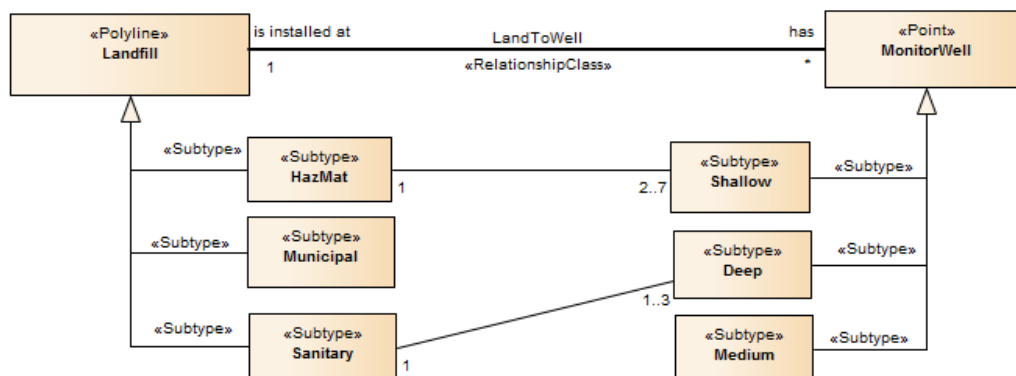 «Polyline»
Landfill
is installed at
LandToWell
has
«Point»
MonitorWell
1
«RelationshipClass»
*
«Subtype»
«Subtype»
HazMat
1
2..7
«Subtype»
Shallow
«Subtype»
«Subtype»
«Subtype»
Municipal
«Subtype»
Deep
«Subtype»
1..3
«Subtype»
«Subtype»
Sanitary
1
«Subtype»
Medium
«Subtype»